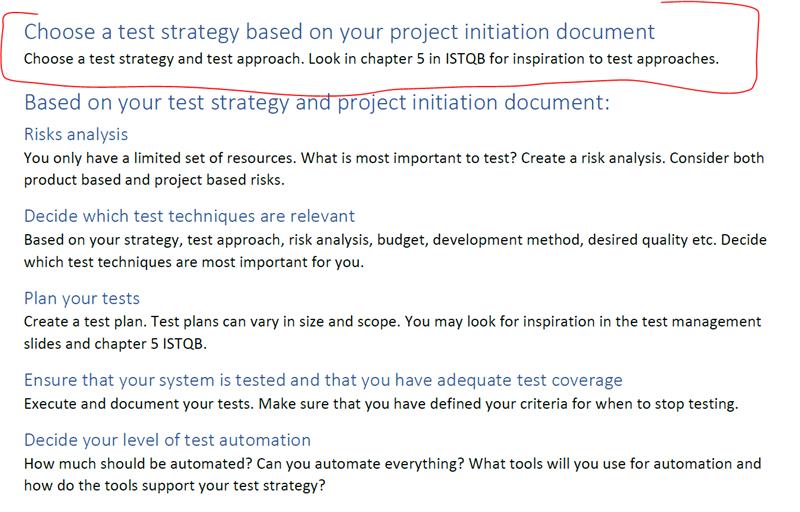 Choose a test strategy based on your project initiation document
Choose a test strategy and test approach. Look in chapter 5 in ISTQB for inspiration to test approaches.
Based on your test strategy and project initiation document:
Risks analysis
You only have a limited set of resources. What is most important to test? Create a risk analysis. Consider both
product based and project based risks.
Decide which test techniques are relevant
Based on your strategy, test approach, risk analysis, budget, development method, desired quality etc. Decide
which test techniques are most important for you.
Plan your tests
Create a test plan. Test plans can vary in size and scope. You may look for inspiration in the test management
slides and chapter 5 ISTQB.
Ensure that your system is tested and that you have adequate test coverage
Execute and document your tests. Make sure that you have defined your criteria for when to stop testing.
Decide your level of test automation
How much should be automated? Can you automate everything? What tools will you use for automation and
how do the tools support your test strategy?